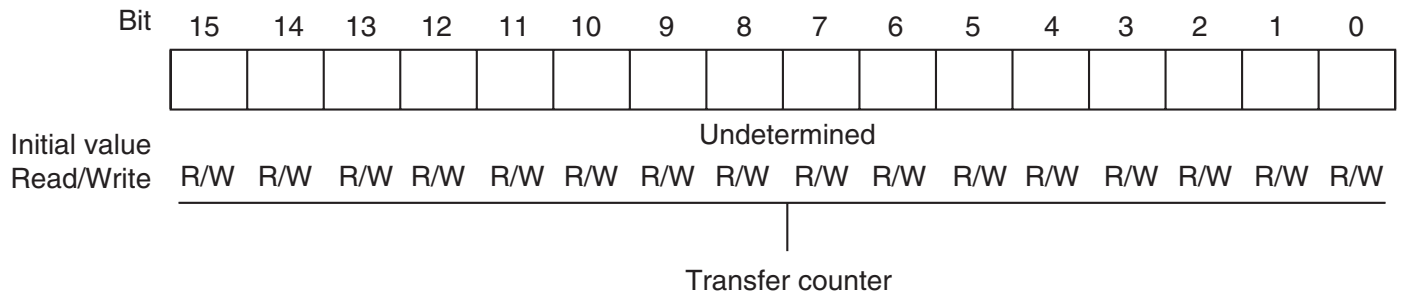 Bit 15 14 13 12 11 10 9 8 7 6 5 4 3 2 1 0
Initial value Undetermined
Read/Write R/W R/W R/W R/W R/W R/W R/W R/W R/W R/W R/W R/W R/W R/W R/W R/W
Transfer counter